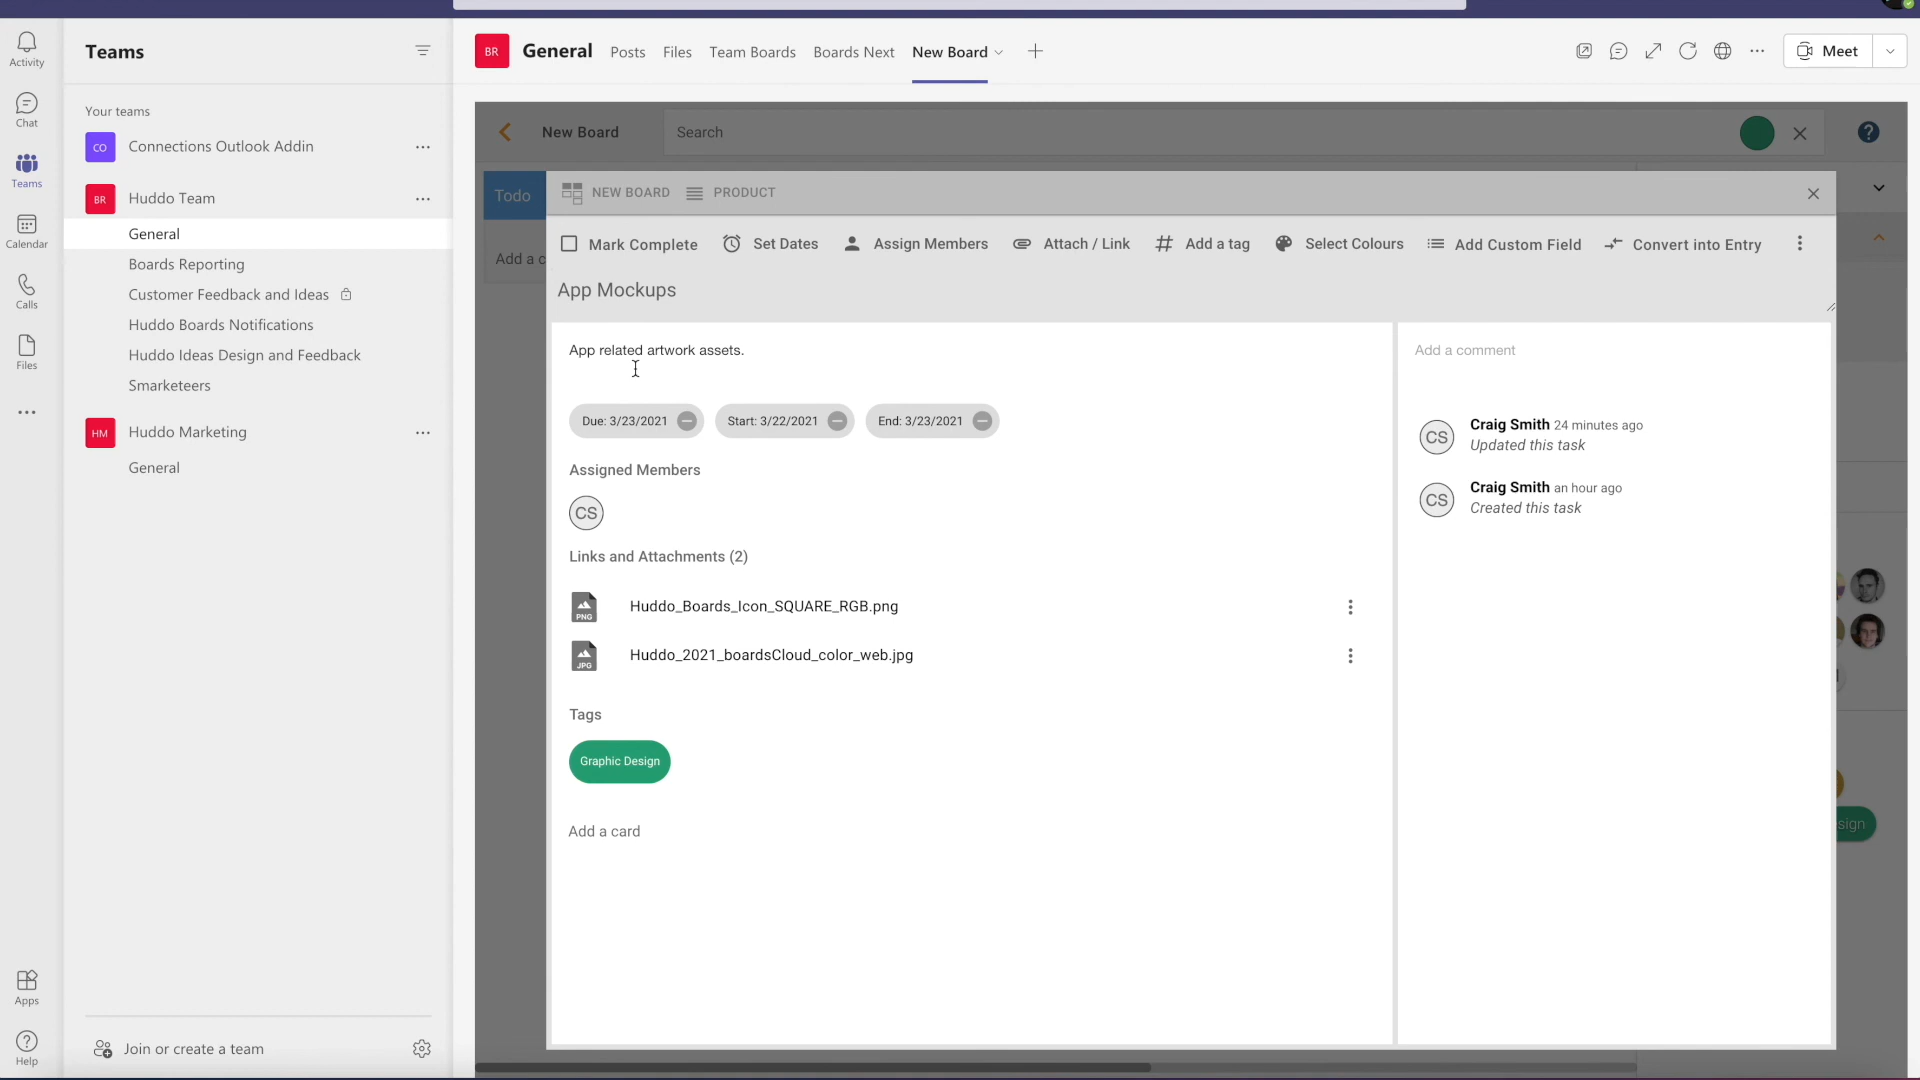 Activity
Chat
Teams
Calendar
Calls
Files
Apps
Help
Teams
Your teams
CO Connections Outlook Addin
BR Huddo Team
General
Boards Reporting
Customer Feedback and Ideas
Huddo Boards Notifications
Huddo Ideas Design and Feedback
Smarketeers
HM Huddo Marketing
General
Join or create a team
BR General Posts Files Team Boards Boards Next New Board
Meet
New Board Search
Todo
Add a c
NEW BOARD PRODUCT
Mark Complete Set Dates Assign Members Attach / Link Add a tag Select Colours Add Custom Field Convert into Entry
App Mockups
App related artwork assets.
Due: 3/23/2021 Start: 3/22/2021 End: 3/23/2021
Assigned Members
CS
Links and Attachments (2)
PNG Huddo_Boards_Icon_SQUARE_RGB.png
JPG Huddo_2021_boardsCloud_color_web.jpg
Tags
Graphic Design
Add a card
Add a comment
CS Craig Smith 24 minutes ago
Updated this task
CS Craig Smith an hour ago
Created this task
sign